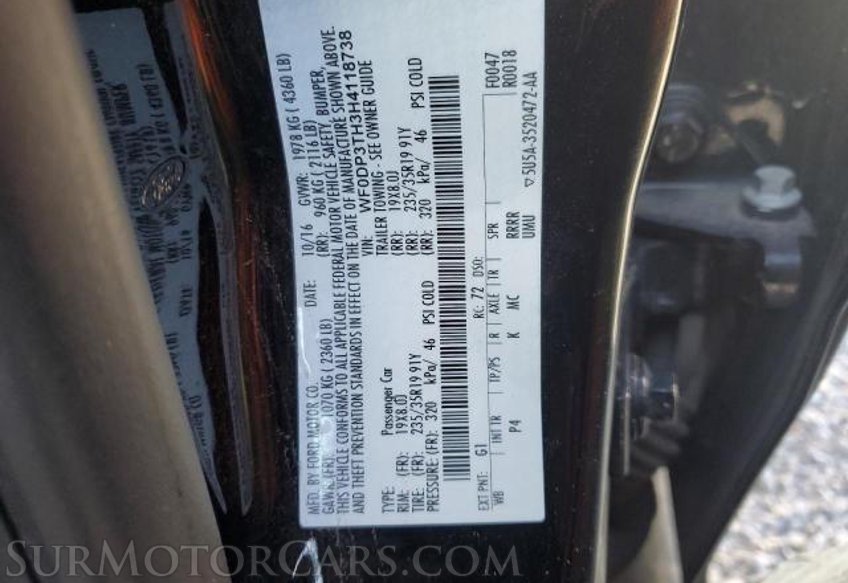 MFD. BY FORD MOTOR CO.
DATE: 10/16 GVWR: 1978 KG ( 4360 LB)
GAWR: (FR): 1070 KG ( 2360 LB) (RR): 960 KG ( 2116 LB)
THIS VEHICLE CONFORMS TO ALL APPLICABLE FEDERAL MOTOR VEHICLE SAFETY, BUMPER,
AND THEFT PREVENTION STANDARDS IN EFFECT ON THE DATE OF MANUFACTURE SHOWN ABOVE.
VIN: WF0DP3TH3H4118738
TYPE: Passenger Car TRAILER TOWING - SEE OWNER GUIDE
RIM: (FR): 19X8.0J (RR): 19X8.0J
TIRE: (FR): 235/35R19 91Y (RR): 235/35R19 91Y
PRESSURE: (FR): 320 kPa/ 46 PSI COLD (RR): 320 kPa/ 46 PSI COLD
EXT PNT: G1 RC: 72 DSO: F0047
WB INT TR TP/PS R AXLE TR SPR R0018
P4 K MC RRRR
UMU ▽5U5A-3520472-AA
SurMotorCars.com